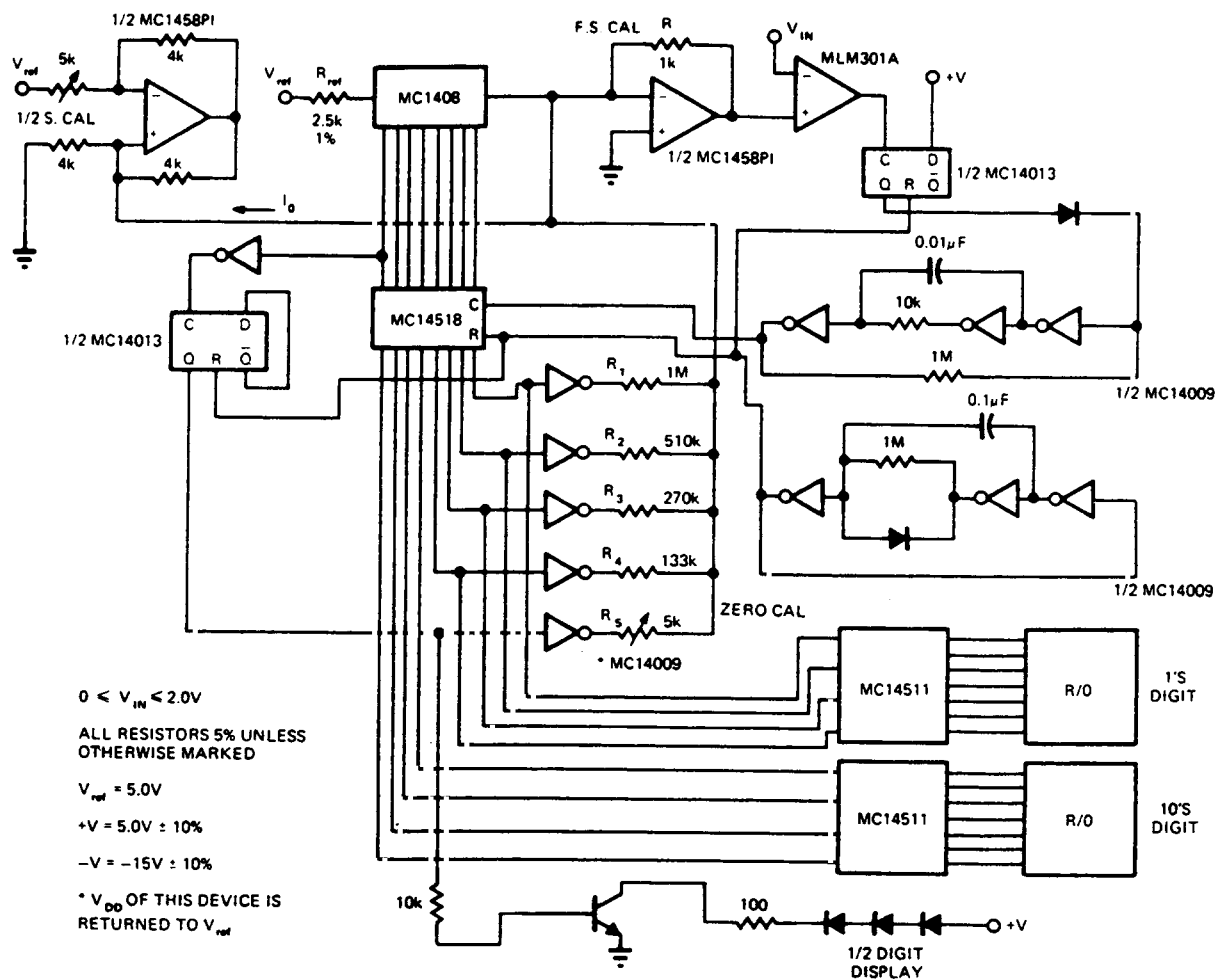 1/2 MC1458PI
4k
5k
V_ref
1/2 S. CAL
4k
4k
−
+
I_0
V_ref
R_ref
2.5k
1%
MC1408
F.S. CAL
R
1k
−
+
1/2 MC1458PI
V_IN
MLM301A
−
+
+V
C D
Q R Q̅
1/2 MC14013
0.01μF
10k
1M
1/2 MC14009
C D
Q R Q̅
1/2 MC14013
MC14518
C
R
R_1
1M
R_2
510k
R_3
270k
R_4
133k
R_5
5k
ZERO CAL
* MC14009
0.1μF
1M
1/2 MC14009
MC14511
R/O
1'S
DIGIT
MC14511
R/O
10'S
DIGIT
0 ≤ V_IN ≤ 2.0V
ALL RESISTORS 5% UNLESS
OTHERWISE MARKED
V_ref = 5.0V
+V = 5.0V ± 10%
−V = −15V ± 10%
* V_DD OF THIS DEVICE IS
RETURNED TO V_ref
10k
100
+V
1/2 DIGIT
DISPLAY